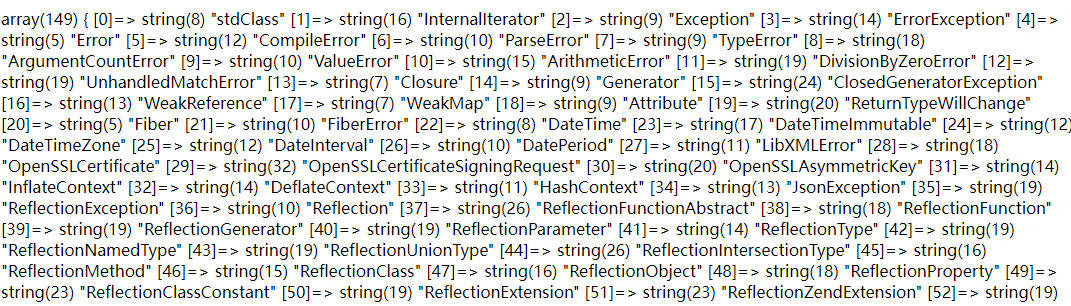 array(149) { [0]=> string(8) "stdClass" [1]=> string(16) "InternalIterator" [2]=> string(9) "Exception" [3]=> string(14) "ErrorException" [4]=>
string(5) "Error" [5]=> string(12) "CompileError" [6]=> string(10) "ParseError" [7]=> string(9) "TypeError" [8]=> string(18)
"ArgumentCountError" [9]=> string(10) "ValueError" [10]=> string(15) "ArithmeticError" [11]=> string(19) "DivisionByZeroError" [12]=>
string(19) "UnhandledMatchError" [13]=> string(7) "Closure" [14]=> string(9) "Generator" [15]=> string(24) "ClosedGeneratorException"
[16]=> string(13) "WeakReference" [17]=> string(7) "WeakMap" [18]=> string(9) "Attribute" [19]=> string(20) "ReturnTypeWillChange"
[20]=> string(5) "Fiber" [21]=> string(10) "FiberError" [22]=> string(8) "DateTime" [23]=> string(17) "DateTimeImmutable" [24]=> string(12)
"DateTimeZone" [25]=> string(12) "DateInterval" [26]=> string(10) "DatePeriod" [27]=> string(11) "LibXMLError" [28]=> string(18)
"OpenSSLCertificate" [29]=> string(32) "OpenSSLCertificateSigningRequest" [30]=> string(20) "OpenSSLAsymmetricKey" [31]=> string(14)
"InflateContext" [32]=> string(14) "DeflateContext" [33]=> string(11) "HashContext" [34]=> string(13) "JsonException" [35]=> string(19)
"ReflectionException" [36]=> string(10) "Reflection" [37]=> string(26) "ReflectionFunctionAbstract" [38]=> string(18) "ReflectionFunction"
[39]=> string(19) "ReflectionGenerator" [40]=> string(19) "ReflectionParameter" [41]=> string(14) "ReflectionType" [42]=> string(19)
"ReflectionNamedType" [43]=> string(19) "ReflectionUnionType" [44]=> string(26) "ReflectionIntersectionType" [45]=> string(16)
"ReflectionMethod" [46]=> string(15) "ReflectionClass" [47]=> string(16) "ReflectionObject" [48]=> string(18) "ReflectionProperty" [49]=>
string(23) "ReflectionClassConstant" [50]=> string(19) "ReflectionExtension" [51]=> string(23) "ReflectionZendExtension" [52]=> string(19)